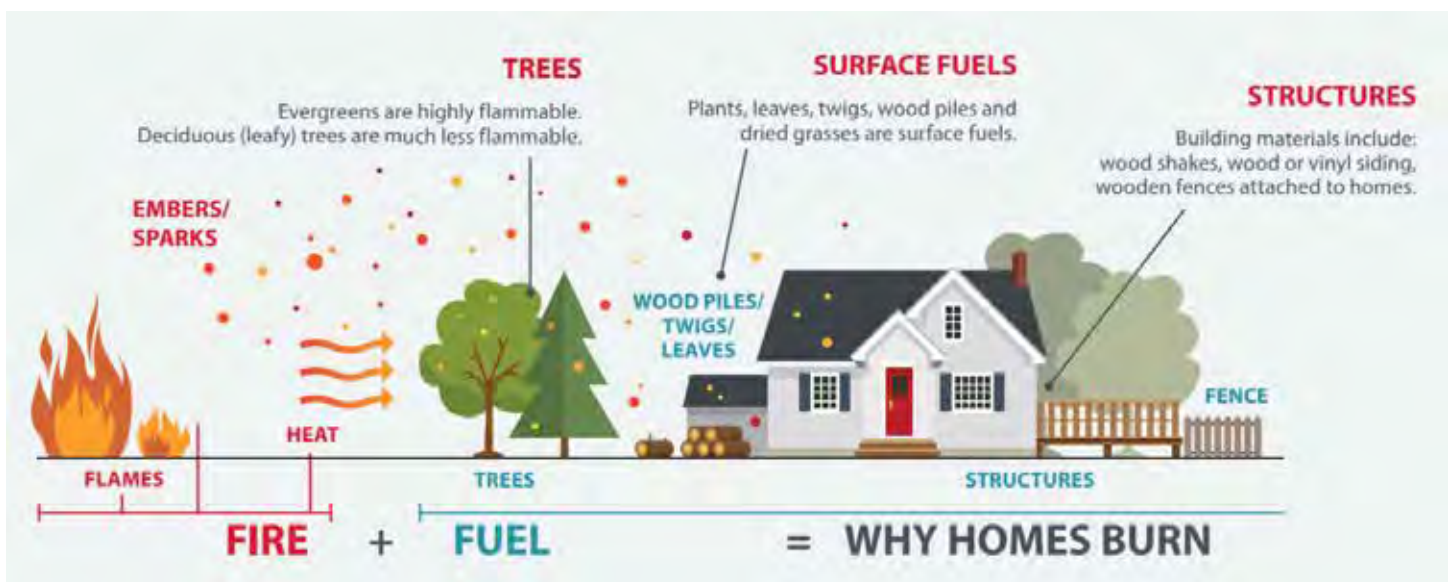 TREES
Evergreens are highly flammable.
Deciduous (leafy) trees are much less flammable.
SURFACE FUELS
Plants, leaves, twigs, wood piles and
dried grasses are surface fuels.
STRUCTURES
Building materials include:
wood shakes, wood or vinyl siding,
wooden fences attached to homes.
EMBERS/
SPARKS
WOOD PILES/
TWIGS/
LEAVES
FENCE
HEAT
FLAMES
TREES
STRUCTURES
FIRE + FUEL = WHY HOMES BURN